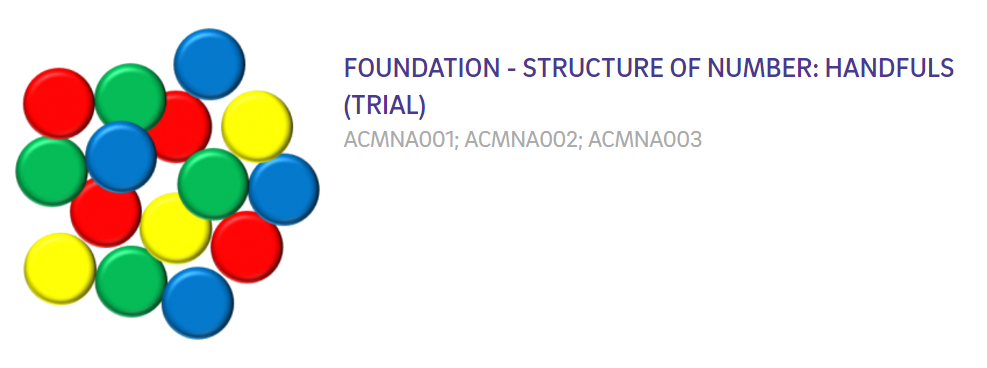 FOUNDATION - STRUCTURE OF NUMBER: HANDFULS
(TRIAL)
ACMNA001; ACMNA002; ACMNA003